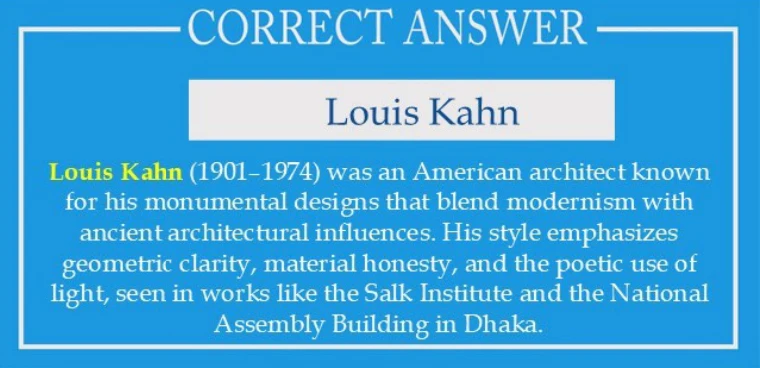 CORRECT ANSWER
Louis Kahn
Louis Kahn (1901–1974) was an American architect known
for his monumental designs that blend modernism with
ancient architectural influences. His style emphasizes
geometric clarity, material honesty, and the poetic use of
light, seen in works like the Salk Institute and the National
Assembly Building in Dhaka.